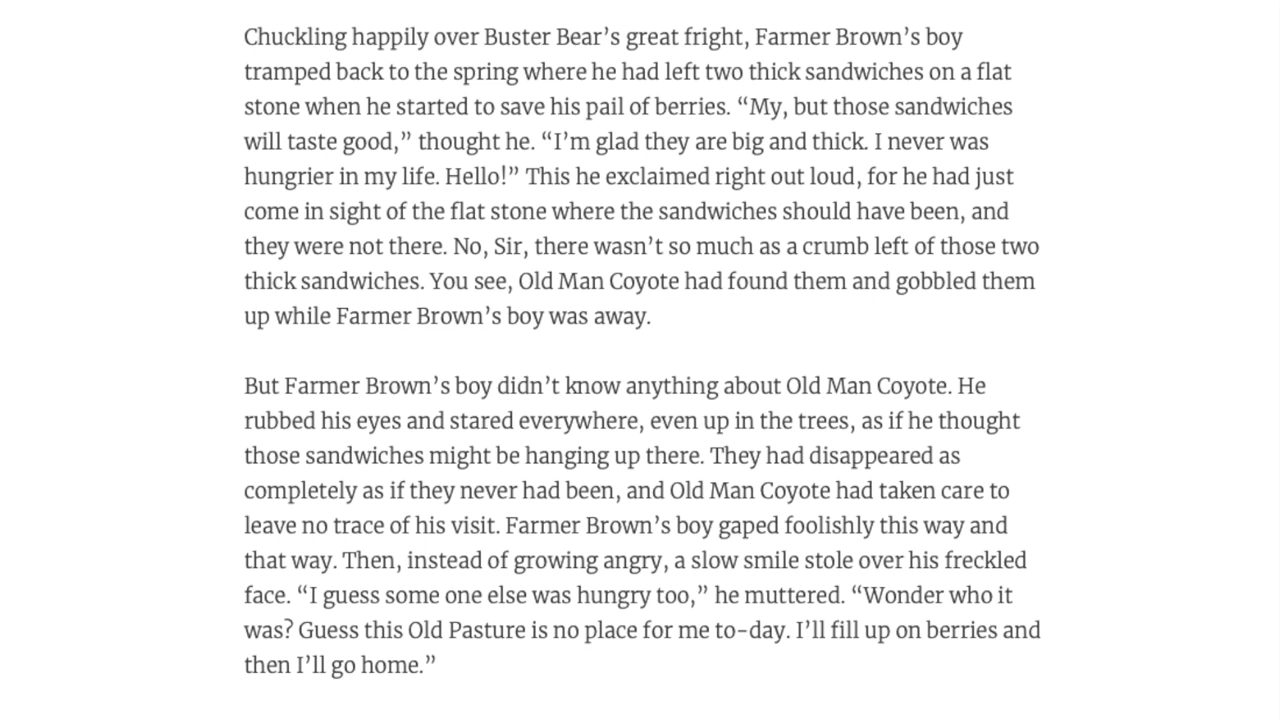 Chuckling happily over Buster Bear’s great fright, Farmer Brown’s boy
tramped back to the spring where he had left two thick sandwiches on a flat
stone when he started to save his pail of berries. “My, but those sandwiches
will taste good,” thought he. “I’m glad they are big and thick. I never was
hungrier in my life. Hello!” This he exclaimed right out loud, for he had just
come in sight of the flat stone where the sandwiches should have been, and
they were not there. No, Sir, there wasn’t so much as a crumb left of those two
thick sandwiches. You see, Old Man Coyote had found them and gobbled them
up while Farmer Brown’s boy was away.

But Farmer Brown’s boy didn’t know anything about Old Man Coyote. He
rubbed his eyes and stared everywhere, even up in the trees, as if he thought
those sandwiches might be hanging up there. They had disappeared as
completely as if they never had been, and Old Man Coyote had taken care to
leave no trace of his visit. Farmer Brown’s boy gaped foolishly this way and
that way. Then, instead of growing angry, a slow smile stole over his freckled
face. “I guess some one else was hungry too,” he muttered. “Wonder who it
was? Guess this Old Pasture is no place for me to-day. I’ll fill up on berries and
then I’ll go home.”